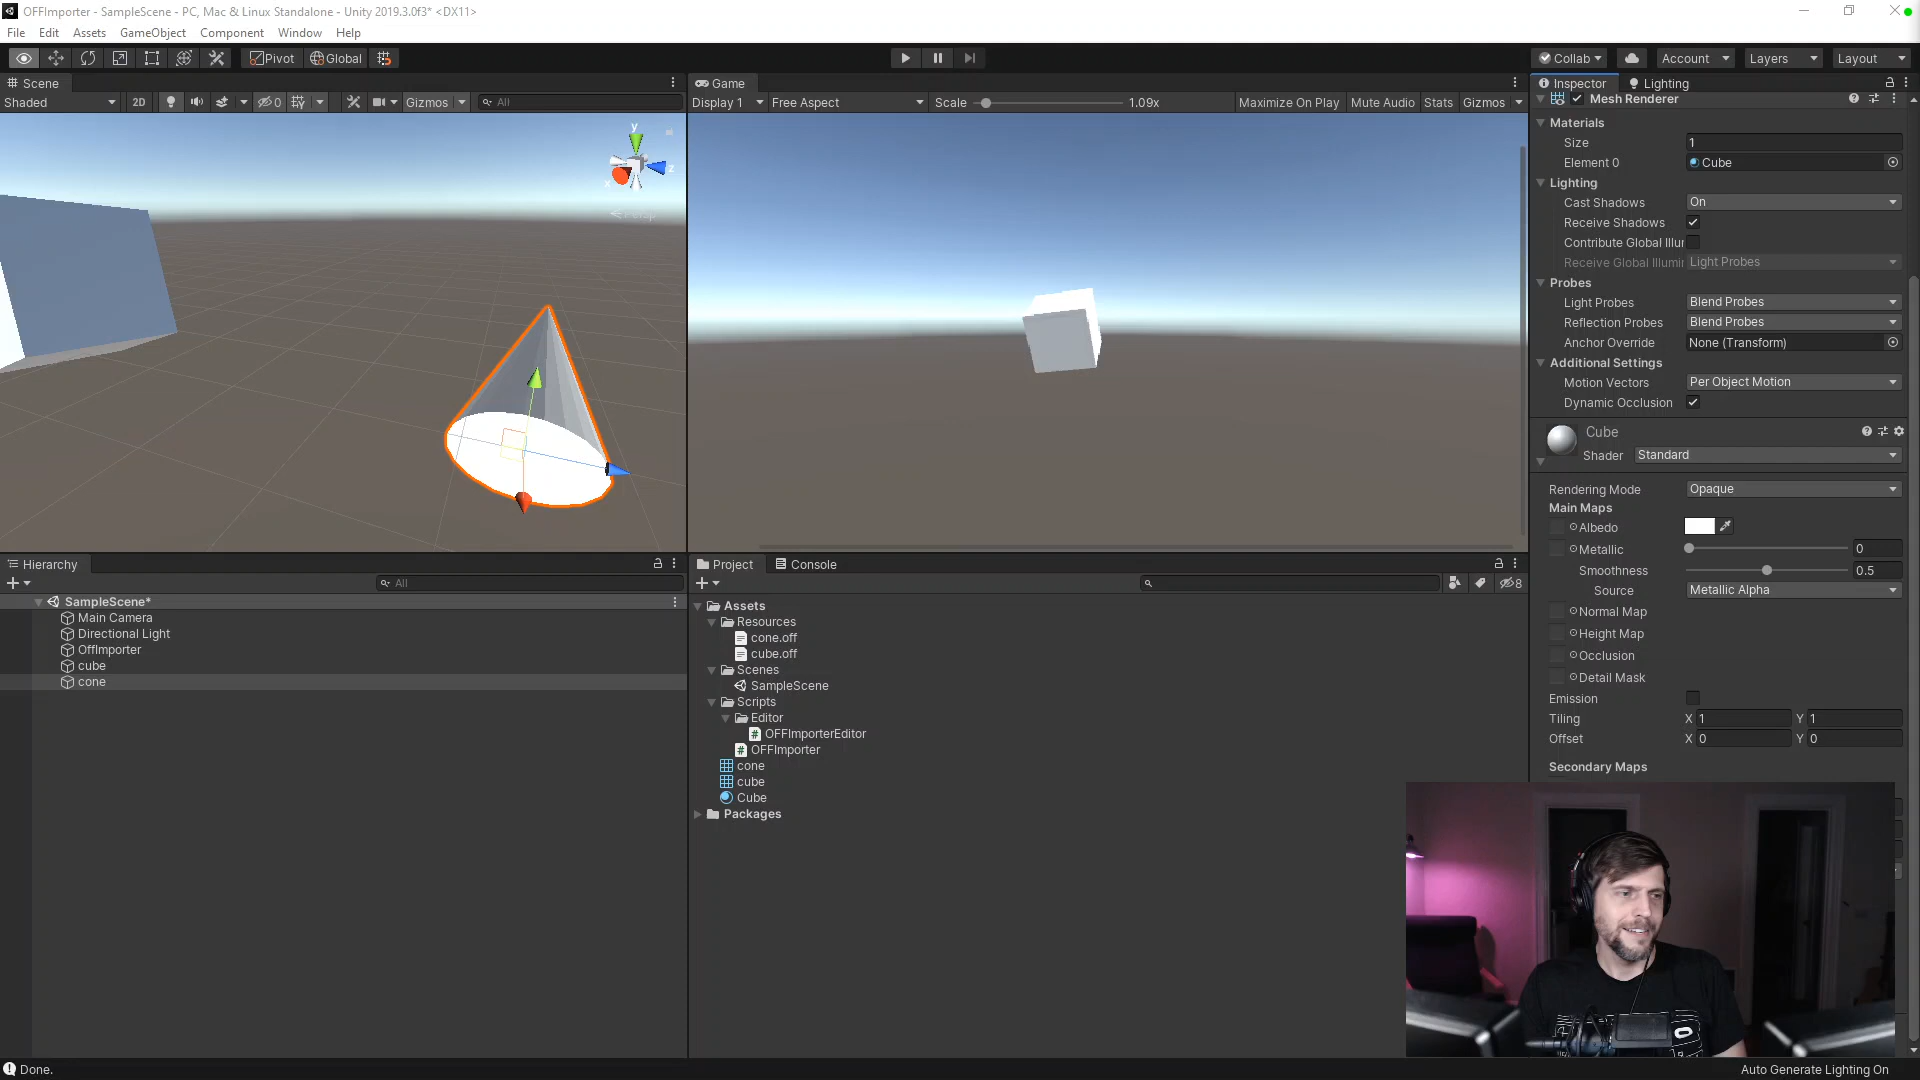 OFFImporter - SampleScene - PC, Mac & Linux Standalone - Unity 2019.3.0f3* <DX11>
File Edit Assets GameObject Component Window Help
Pivot Global Collab Account Layers Layout
Scene Game Inspector Lighting
Shaded 2D 0 Gizmos All Display 1 Free Aspect Scale 1.09x Maximize On Play Mute Audio Stats Gizmos
Mesh Renderer
y
z
x
Persp
Materials
Size 1
Element 0 Cube
Lighting
Cast Shadows On
Receive Shadows
Contribute Global Illur
Receive Global Illumir Light Probes
Probes
Light Probes Blend Probes
Reflection Probes Blend Probes
Anchor Override None (Transform)
Additional Settings
Motion Vectors Per Object Motion
Dynamic Occlusion
Cube
Shader Standard
Rendering Mode Opaque
Main Maps
Albedo
Metallic 0
Smoothness 0.5
Source Metallic Alpha
Normal Map
Height Map
Occlusion
Detail Mask
Emission
Tiling X 1 Y 1
Offset X 0 Y 0
Secondary Maps
Hierarchy
All
SampleScene*
Main Camera
Directional Light
OffImporter
cube
cone
Project Console
8
Assets
Resources
cone.off
cube.off
Scenes
SampleScene
Scripts
Editor
OFFImporterEditor
OFFImporter
cone
cube
Cube
Packages
Done.
Auto Generate Lighting On